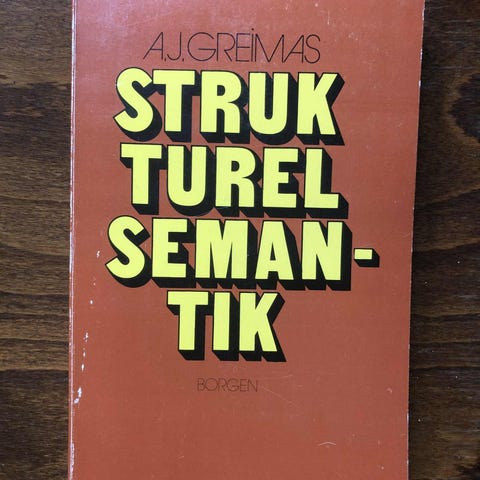 A.J. GREIMAS
STRUK
TUREL
SEMAN-
TIK
BORGEN